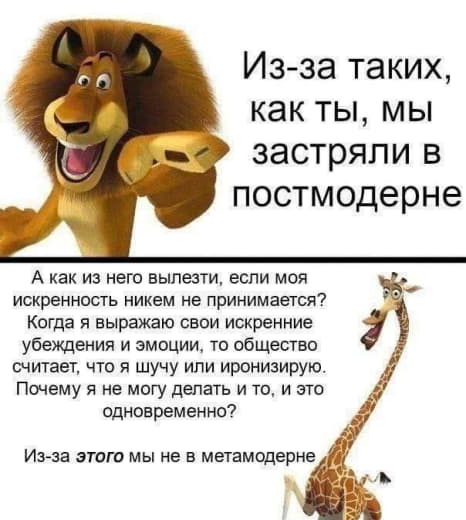 Из-за таких,
как ты, мы
застряли в
постмодерне
А как из него вылезти, если моя
искренность никем не принимается?
Когда я выражаю свои искренние
убеждения и эмоции, то общество
считает, что я шучу или иронизирую.
Почему я не могу делать и то, и это
одновременно?
Из-за этого мы не в метамодерне